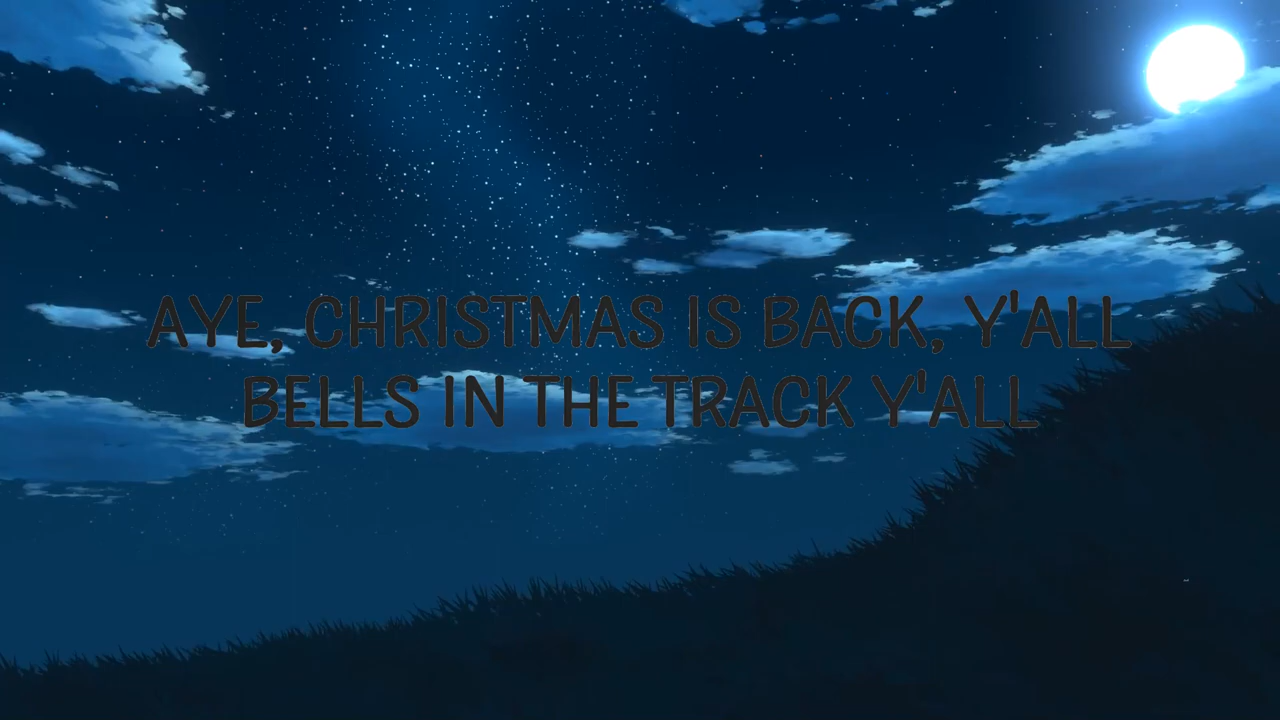 AYE, CHRISTMAS IS BACK, Y'ALL
BELLS IN THE TRACK Y'ALL